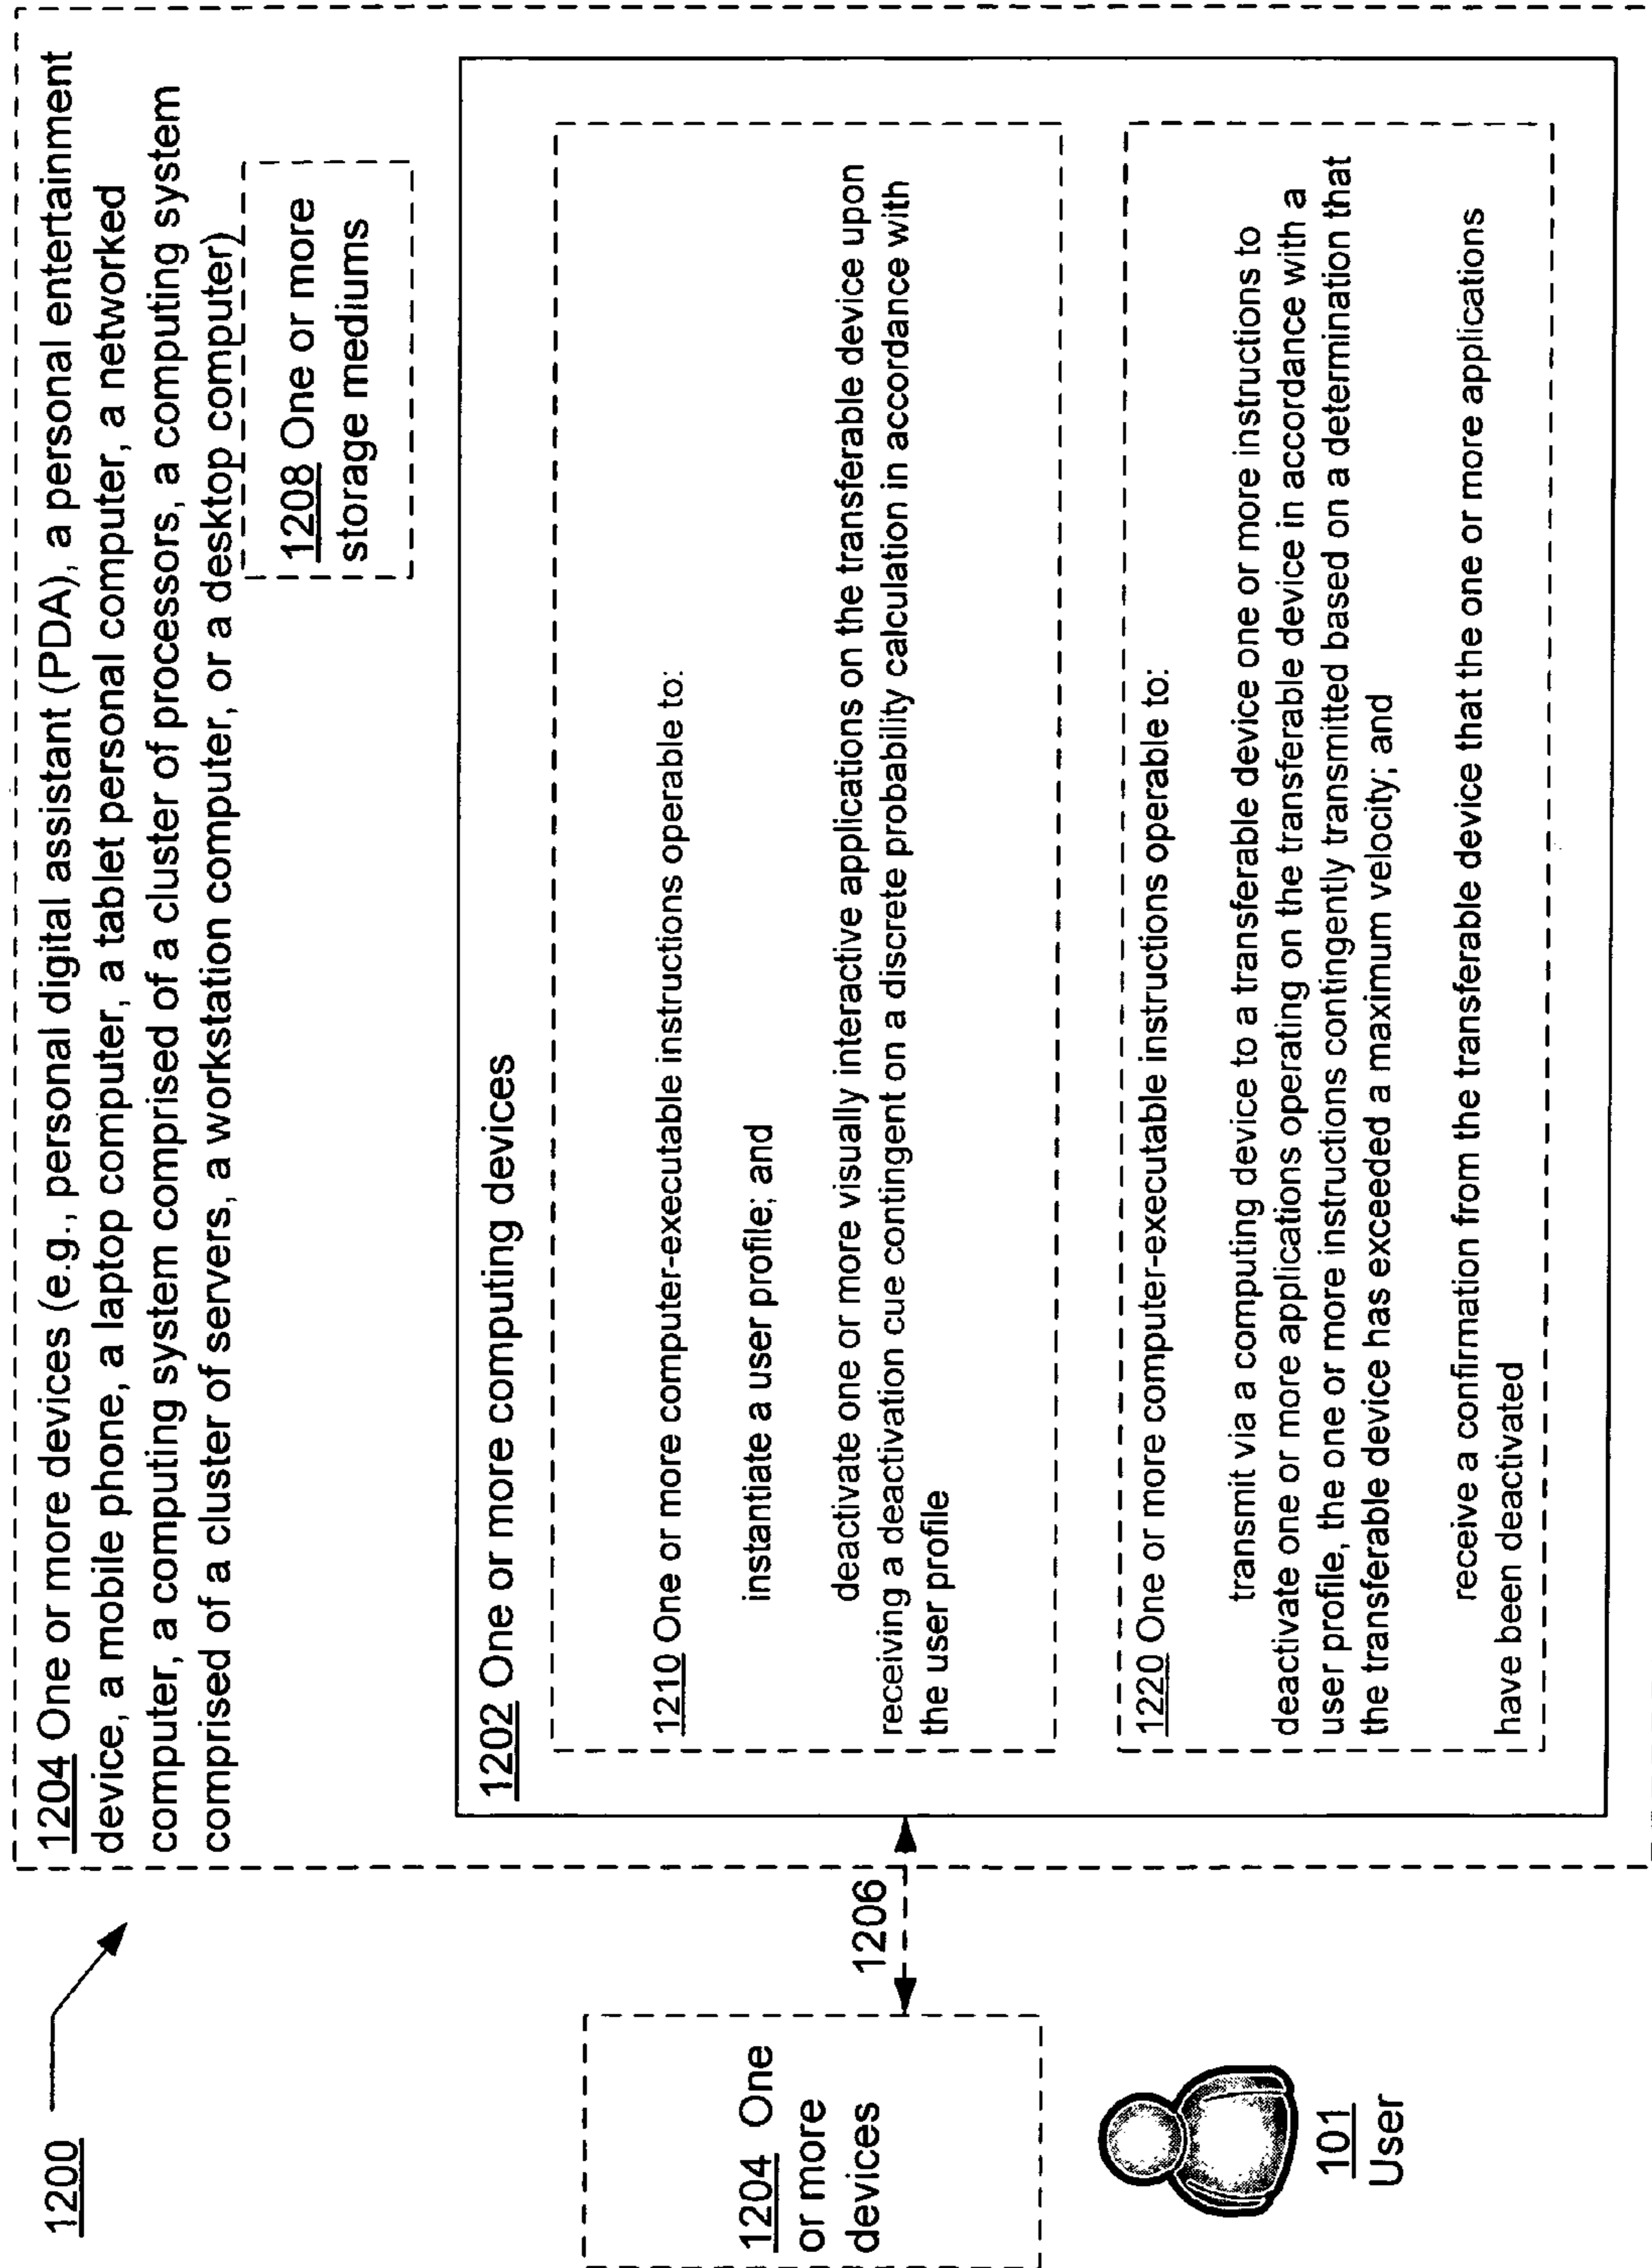 1200
1204 One or more devices (e.g., personal digital assistant (PDA), a personal entertainment
device, a mobile phone, a laptop computer, a tablet personal computer, a networked
computer, a computing system comprised of a cluster of processors, a computing system
comprised of a cluster of servers, a workstation computer, or a desktop computer)
1208 One or more
storage mediums
1202 One or more computing devices
1210 One or more computer-executable instructions operable to:
instantiate a user profile; and
deactivate one or more visually interactive applications on the transferable device upon
receiving a deactivation cue contingent on a discrete probability calculation in accordance with
the user profile
1220 One or more computer-executable instructions operable to:
transmit via a computing device to a transferable device one or more instructions to
deactivate one or more applications operating on the transferable device in accordance with a
user profile, the one or more instructions contingently transmitted based on a determination that
the transferable device has exceeded a maximum velocity; and
receive a confirmation from the transferable device that the one or more applications
have been deactivated
1206
1204 One
or more
devices
101
User